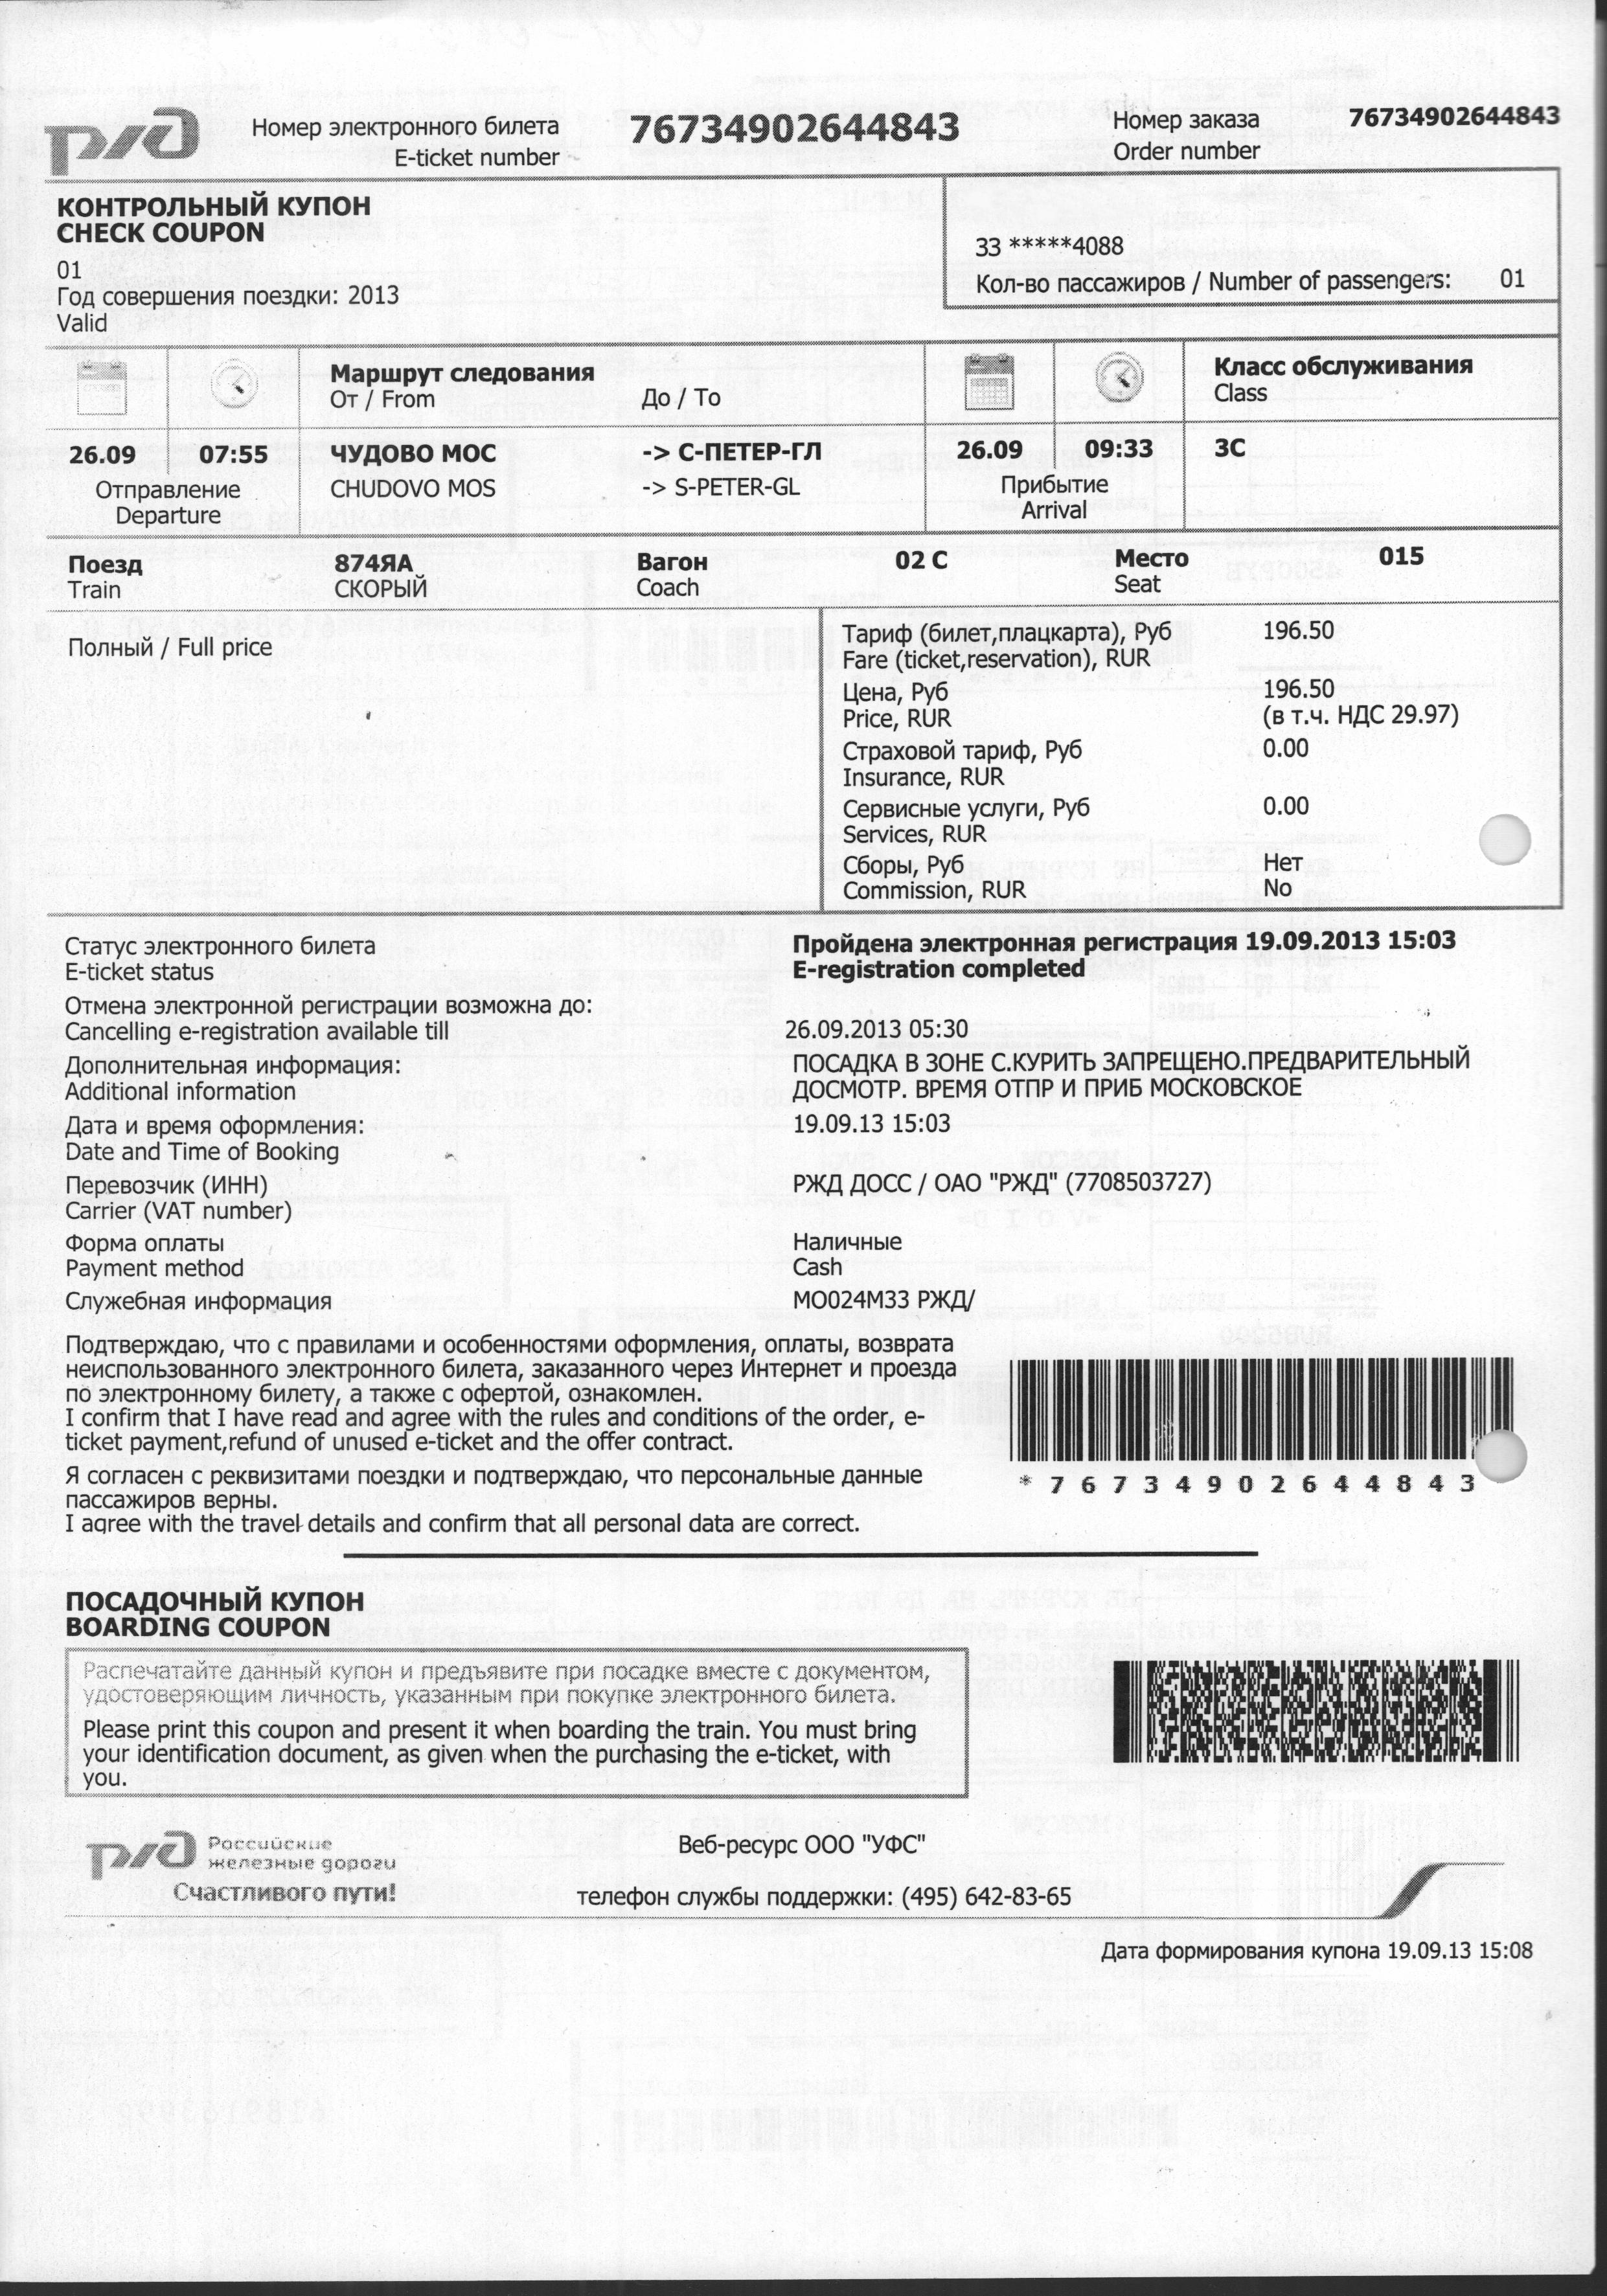 РЖД
Номер электронного билета 76734902644843 Номер заказа 76734902644843
E-ticket number Order number
КОНТРОЛЬНЫЙ КУПОН
CHECK COUPON
01
Год совершения поездки: 2013
Valid
33 *****4088
Кол-во пассажиров / Number of passengers: 01
Маршрут следования Класс обслуживания
От / From До / To Class
26.09 07:55 ЧУДОВО МОС -> С-ПЕТЕР-ГЛ 26.09 09:33 3С
Отправление CHUDOVO MOS -> S-PETER-GL Прибытие
Departure Arrival
Поезд 874ЯА Вагон 02 С Место 015
Train СКОРЫЙ Coach Seat
Полный / Full price
Тариф (билет,плацкарта), Руб 196.50
Fare (ticket,reservation), RUR
Цена, Руб 196.50
Price, RUR (в т.ч. НДС 29.97)
Страховой тариф, Руб 0.00
Insurance, RUR
Сервисные услуги, Руб 0.00
Services, RUR
Сборы, Руб Нет
Commission, RUR No
Статус электронного билета Пройдена электронная регистрация 19.09.2013 15:03
E-ticket status E-registration completed
Отмена электронной регистрации возможна до:
Cancelling e-registration available till 26.09.2013 05:30
Дополнительная информация: ПОСАДКА В ЗОНЕ С.КУРИТЬ ЗАПРЕЩЕНО.ПРЕДВАРИТЕЛЬНЫЙ
Additional information ДОСМОТР. ВРЕМЯ ОТПР И ПРИБ МОСКОВСКОЕ
Дата и время оформления: 19.09.13 15:03
Date and Time of Booking
Перевозчик (ИНН) РЖД ДОСС / ОАО "РЖД" (7708503727)
Carrier (VAT number)
Форма оплаты Наличные
Payment method Cash
Служебная информация МО024М33 РЖД/
Подтверждаю, что с правилами и особенностями оформления, оплаты, возврата
неиспользованного электронного билета, заказанного через Интернет и проезда
по электронному билету, а также с офертой, ознакомлен.
I confirm that I have read and agree with the rules and conditions of the order, e-
ticket payment,refund of unused e-ticket and the offer contract.
Я согласен с реквизитами поездки и подтверждаю, что персональные данные
пассажиров верны.
I agree with the travel details and confirm that all personal data are correct.
* 7 6 7 3 4 9 0 2 6 4 4 8 4 3
ПОСАДОЧНЫЙ КУПОН
BOARDING COUPON
Распечатайте данный купон и предъявите при посадке вместе с документом,
удостоверяющим личность, указанным при покупке электронного билета.
Please print this coupon and present it when boarding the train. You must bring
your identification document, as given when the purchasing the e-ticket, with
you.
РЖД Российские
железные дороги
Счастливого пути!
Веб-ресурс ООО "УФС"
телефон службы поддержки: (495) 642-83-65
Дата формирования купона 19.09.13 15:08